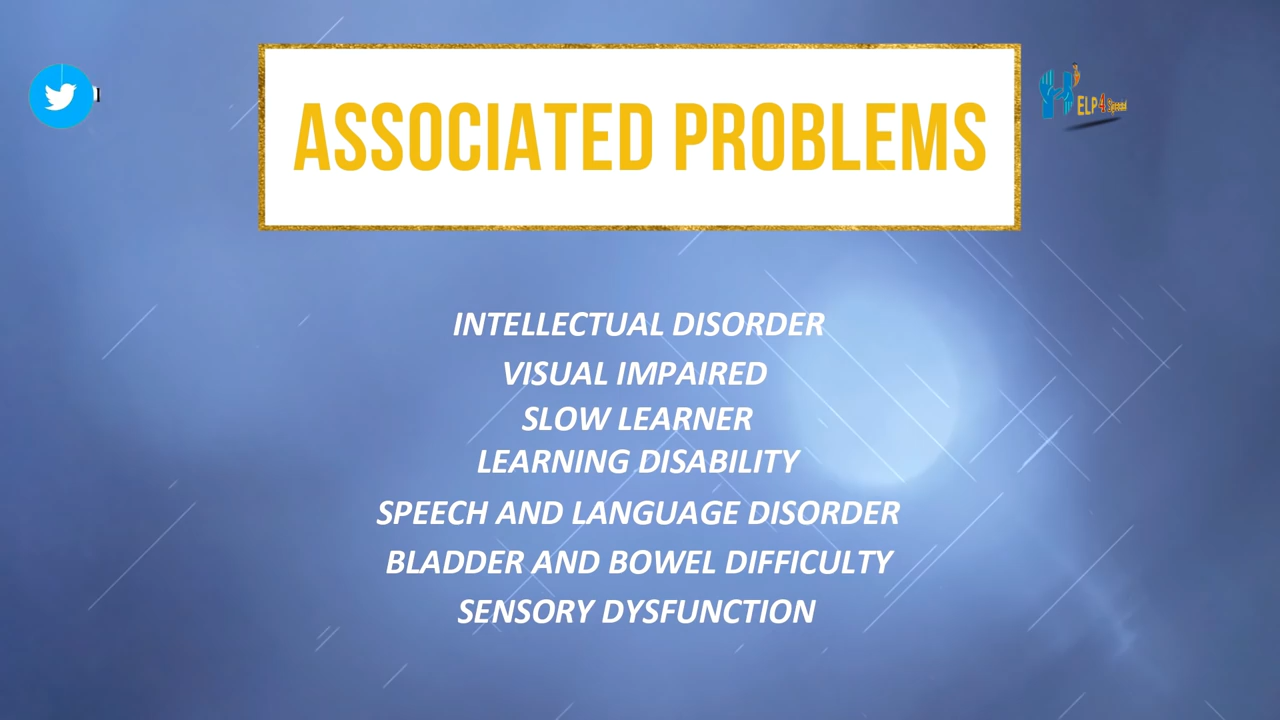 ASSOCIATED PROBLEMS
HELP4Special
INTELLECTUAL DISORDER
VISUAL IMPAIRED
SLOW LEARNER
LEARNING DISABILITY
SPEECH AND LANGUAGE DISORDER
BLADDER AND BOWEL DIFFICULTY
SENSORY DYSFUNCTION